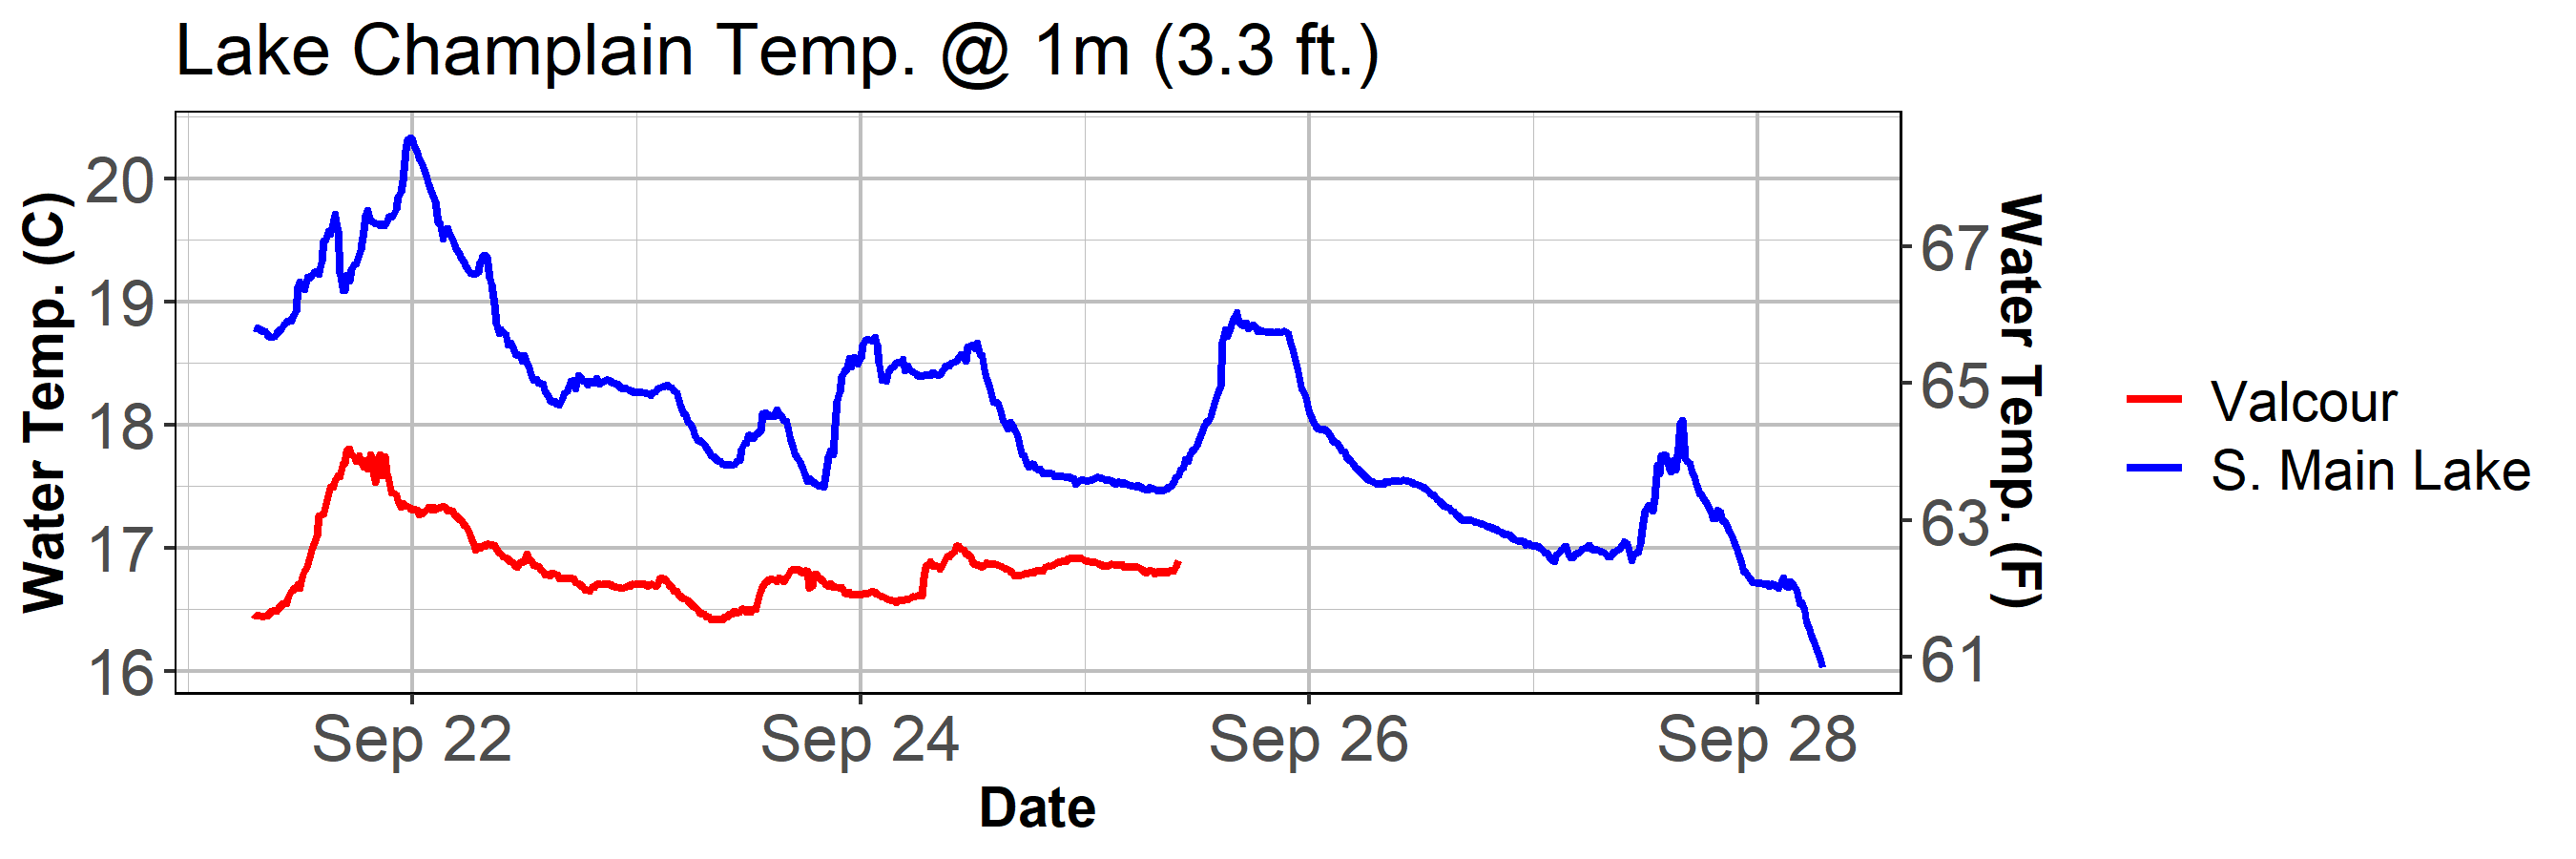 Lake Champlain Temp. @ 1m (3.3 ft.)
Water Temp. (C)
20
19
18
17
16
67
65
63
61
Water Temp. (F)
Sep 22
Sep 24
Sep 26
Sep 28
Date
Valcour
S. Main Lake